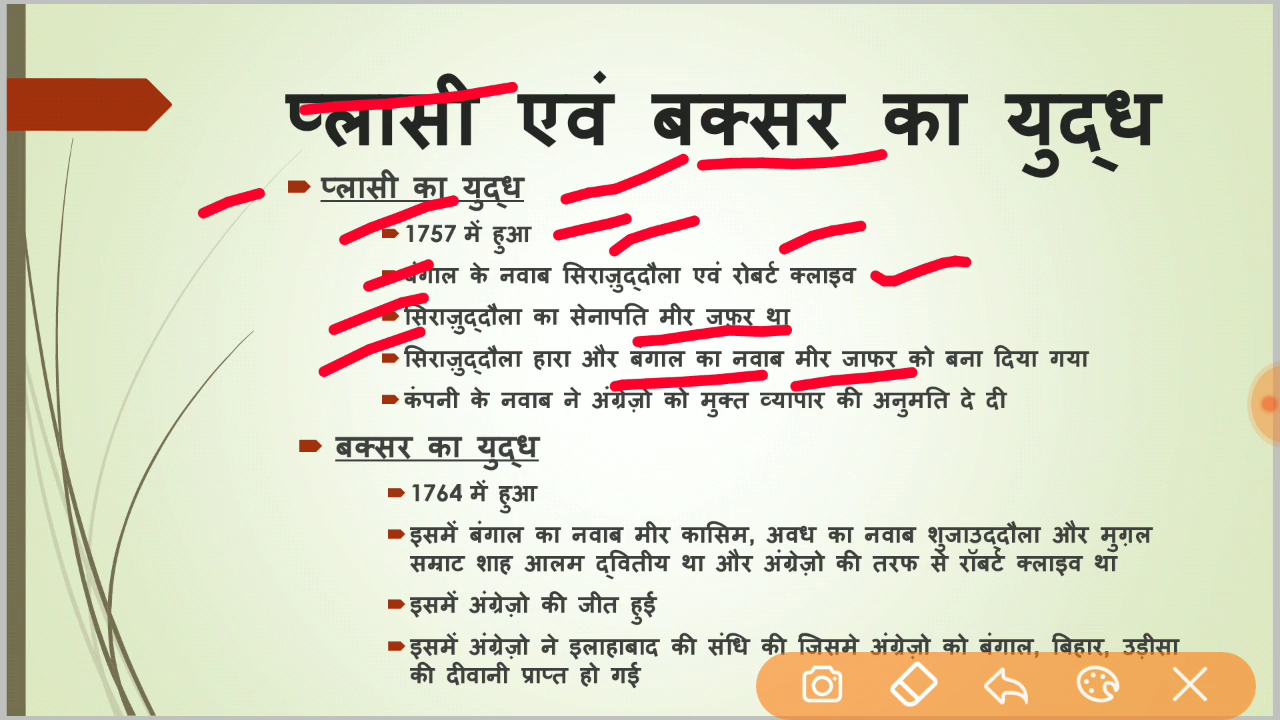 प्लासी एवं बक्सर का युद्ध
प्लासी का युद्ध
1757 में हुआ
बंगाल के नवाब सिराज़ुद्दौला एवं रोबर्ट क्लाइव
सिराज़ुद्दौला का सेनापति मीर जफ़र था
सिराज़ुद्दौला हारा और बंगाल का नवाब मीर जाफर को बना दिया गया
कंपनी के नवाब ने अंग्रेज़ो को मुक्त व्यापार की अनुमति दे दी
बक्सर का युद्ध
1764 में हुआ
इसमें बंगाल का नवाब मीर कासिम, अवध का नवाब शुजाउद्दौला और मुग़ल
सम्राट शाह आलम द्वितीय था और अंग्रेज़ो की तरफ से रॉबर्ट क्लाइव था
इसमें अंग्रेज़ो की जीत हुई
इसमें अंग्रेज़ो ने इलाहाबाद की संधि की जिसमे अंग्रेज़ो को बंगाल, बिहार, उड़ीसा
की दीवानी प्राप्त हो गई